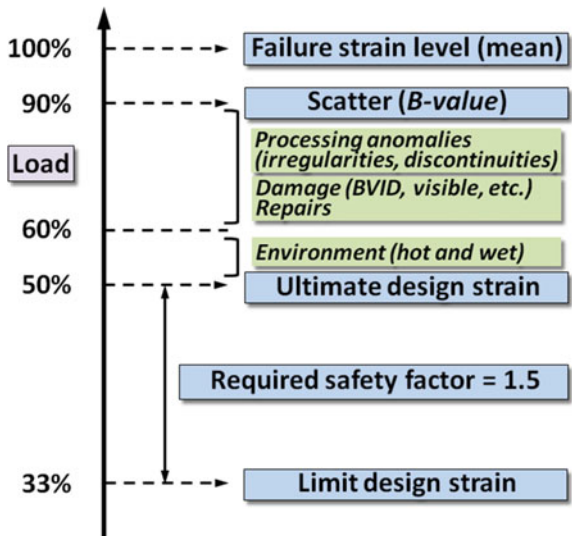 100%
Failure strain level (mean)
90%
Scatter (B-value)
Processing anomalies
(irregularities, discontinuities)
Load
Damage (BVID, visible, etc.)
Repairs
60%
Environment (hot and wet)
50%
Ultimate design strain
Required safety factor = 1.5
33%
Limit design strain